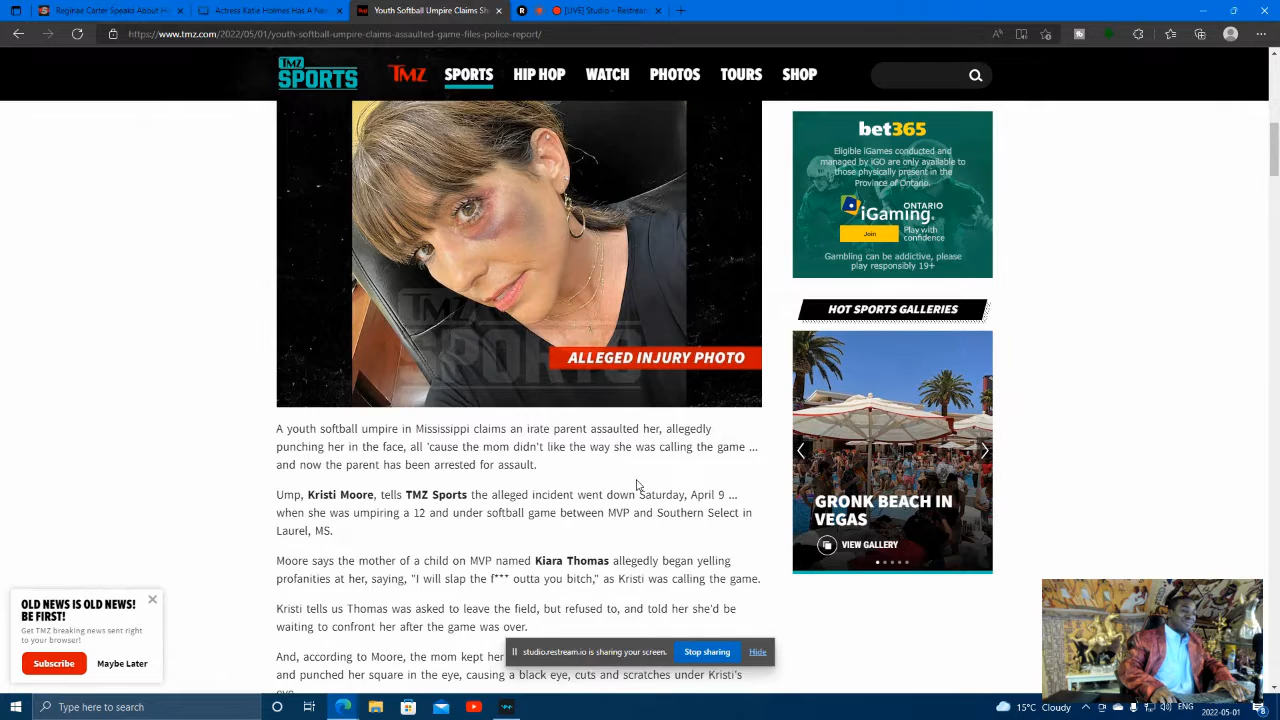 Reginae Carter Speaks About H
Actress Katie Holmes Has A Ne
Youth Softball Umpire Claims Sh
[LIVE] Studio - Restream
https://www.tmz.com/2022/05/01/youth-softball-umpire-claims-assaulted-game-files-police-report/
TMZ SPORTS
TMZ
SPORTS
HIP HOP
WATCH
PHOTOS
TOURS
SHOP
TMZ
SPORTS
ALLEGED INJURY PHOTO
A youth softball umpire in Mississippi claims an irate parent assaulted her, allegedly
punching her in the face, all 'cause the mom didn't like the way she was calling the game ...
and now the parent has been arrested for assault.
Ump, Kristi Moore, tells TMZ Sports the alleged incident went down Saturday, April 9 ...
when she was umpiring a 12 and under softball game between MVP and Southern Select in
Laurel, MS.
Moore says the mother of a child on MVP named Kiara Thomas allegedly began yelling
profanities at her, saying, "I will slap the f*** outta you bitch," as Kristi was calling the game.
Kristi tells us Thomas was asked to leave the field, but refused to, and told her she'd be
waiting to confront her after the game was over.
And, according to Moore, the mom kept her
and punched her square in the eye, causing a black eye, cuts and scratches under Kristi's
eye.
bet365
Eligible iGames conducted and
managed by iGO are only available to
those physically present in the
Province of Ontario.
ONTARIO
iGaming
Join
Play with
confidence
Gambling can be addictive, please
play responsibly 19+
HOT SPORTS GALLERIES
GRONK BEACH IN
VEGAS
VIEW GALLERY
OLD NEWS IS OLD NEWS!
BE FIRST!
Get TMZ breaking news sent right
to your browser!
Subscribe
Maybe Later
studio.restream.io is sharing your screen.
Stop sharing
Hide
Type here to search
15°C Cloudy
ENG
2022-05-01